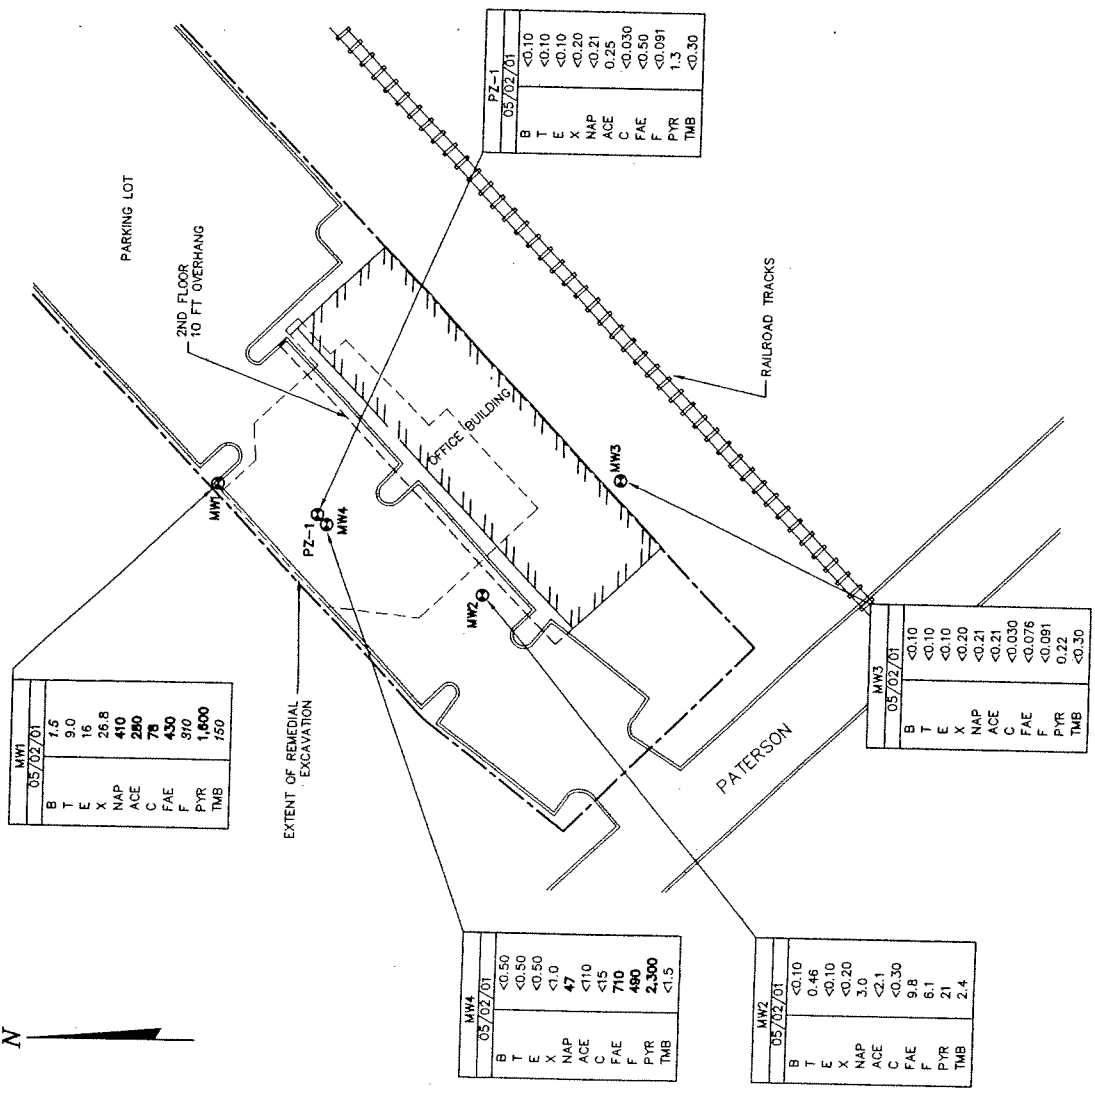 N
PARKING LOT
2ND FLOOR
10 FT OVERHANG
RAILROAD TRACKS
OFFICE BUILDING
EXTENT OF REMEDIAL
EXCAVATION
PATERSON
MW1
PZ-1
MW4
MW2
MW3
PZ-1
05/02/01
B <0.10
T <0.10
E <0.10
X <0.20
NAP <0.21
ACE 0.25
C <0.030
FAE <0.50
F <0.091
PYR 1.3
TMB <0.30
MW1
05/02/01
B 1.5
T 9.0
E 16
X 26.8
NAP 410
ACE 280
C 78
FAE 430
F 310
PYR 1,600
TMB 150
MW3
05/02/01
B <0.10
T <0.10
E <0.10
X <0.20
NAP <0.21
ACE <0.21
C <0.030
FAE <0.076
F <0.091
PYR 0.22
TMB <0.30
MW4
05/02/01
B <0.50
T <0.50
E <0.50
X <1.0
NAP 47
ACE <110
C <15
FAE 710
F 490
PYR 2,300
TMB <1.5
MW2
05/02/01
B <0.10
T 0.46
E <0.10
X <0.20
NAP 3.0
ACE <2.1
C <0.30
FAE 9.8
F 6.1
PYR 21
TMB 2.4